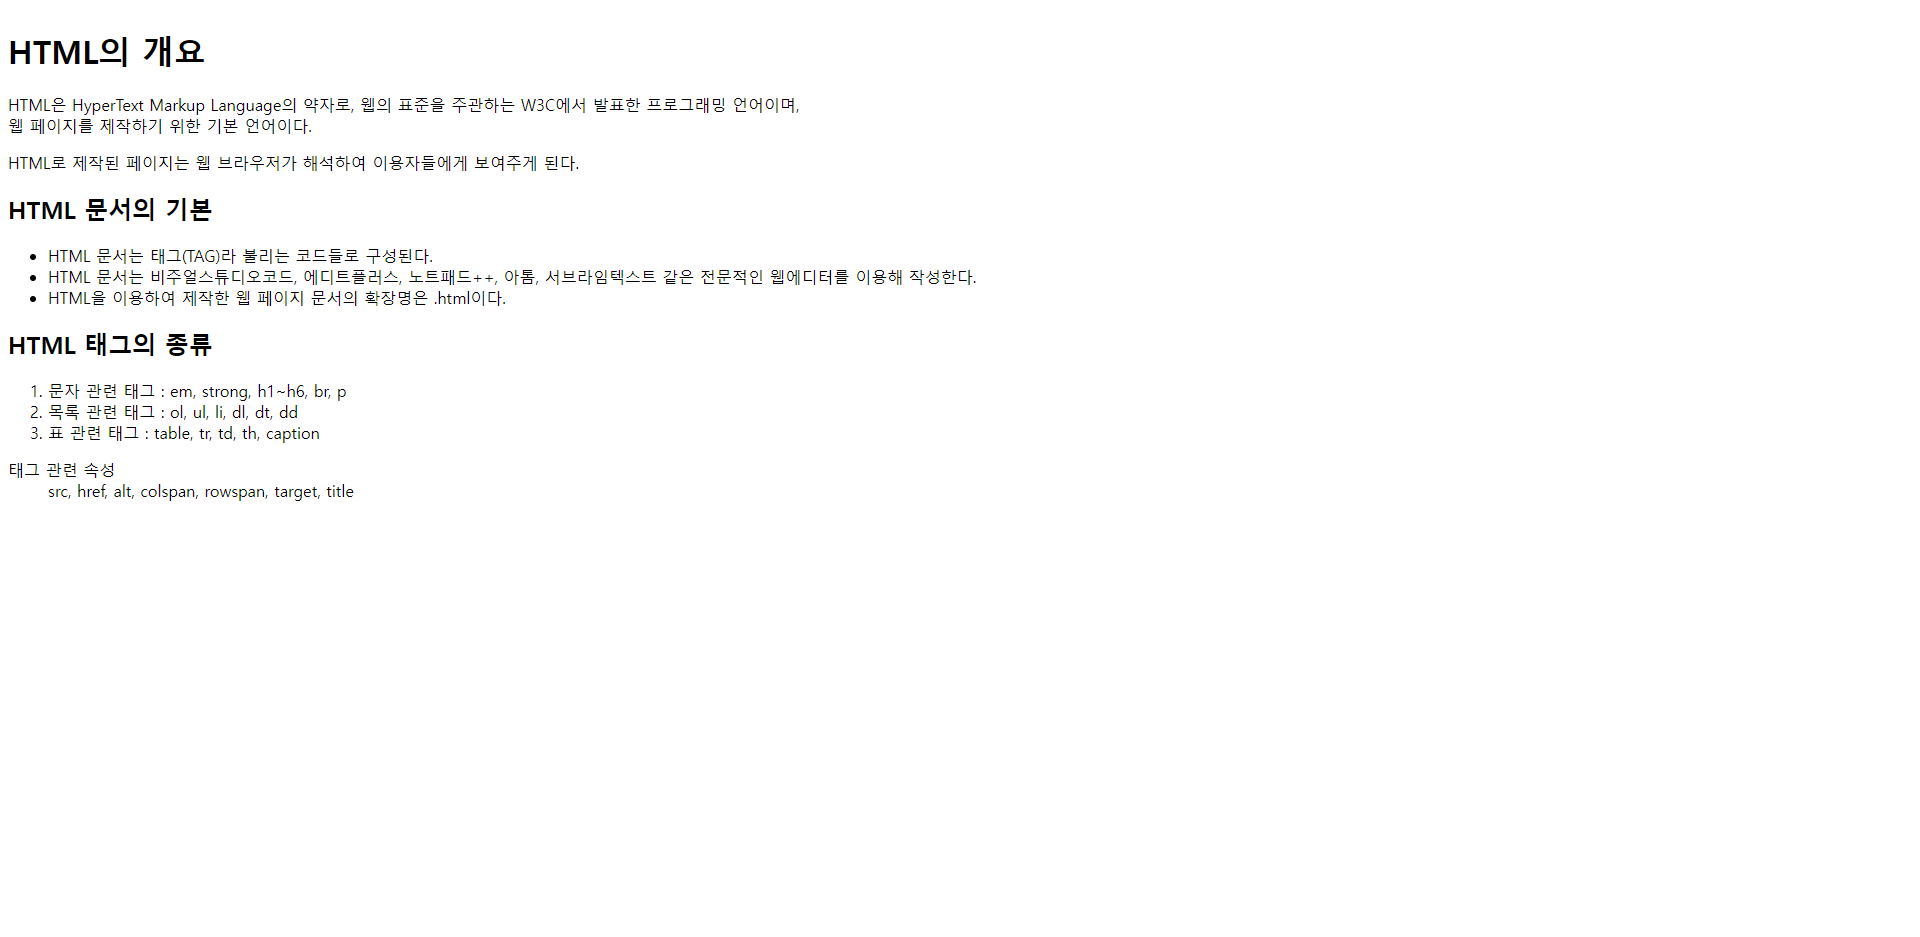 HTML의 개요
HTML은 HyperText Markup Language의 약자로, 웹의 표준을 주관하는 W3C에서 발표한 프로그래밍 언어이며,
웹 페이지를 제작하기 위한 기본 언어이다.
HTML로 제작된 페이지는 웹 브라우저가 해석하여 이용자들에게 보여주게 된다.
HTML 문서의 기본
• HTML 문서는 태그(TAG)라 불리는 코드들로 구성된다.
• HTML 문서는 비주얼스튜디오코드, 에디트플러스, 노트패드++, 아톰, 서브라임텍스트 같은 전문적인 웹에디터를 이용해 작성한다.
• HTML을 이용하여 제작한 웹 페이지 문서의 확장명은 .html이다.
HTML 태그의 종류
1. 문자 관련 태그 : em, strong, h1~h6, br, p
2. 목록 관련 태그 : ol, ul, li, dl, dt, dd
3. 표 관련 태그 : table, tr, td, th, caption
태그 관련 속성
src, href, alt, colspan, rowspan, target, title